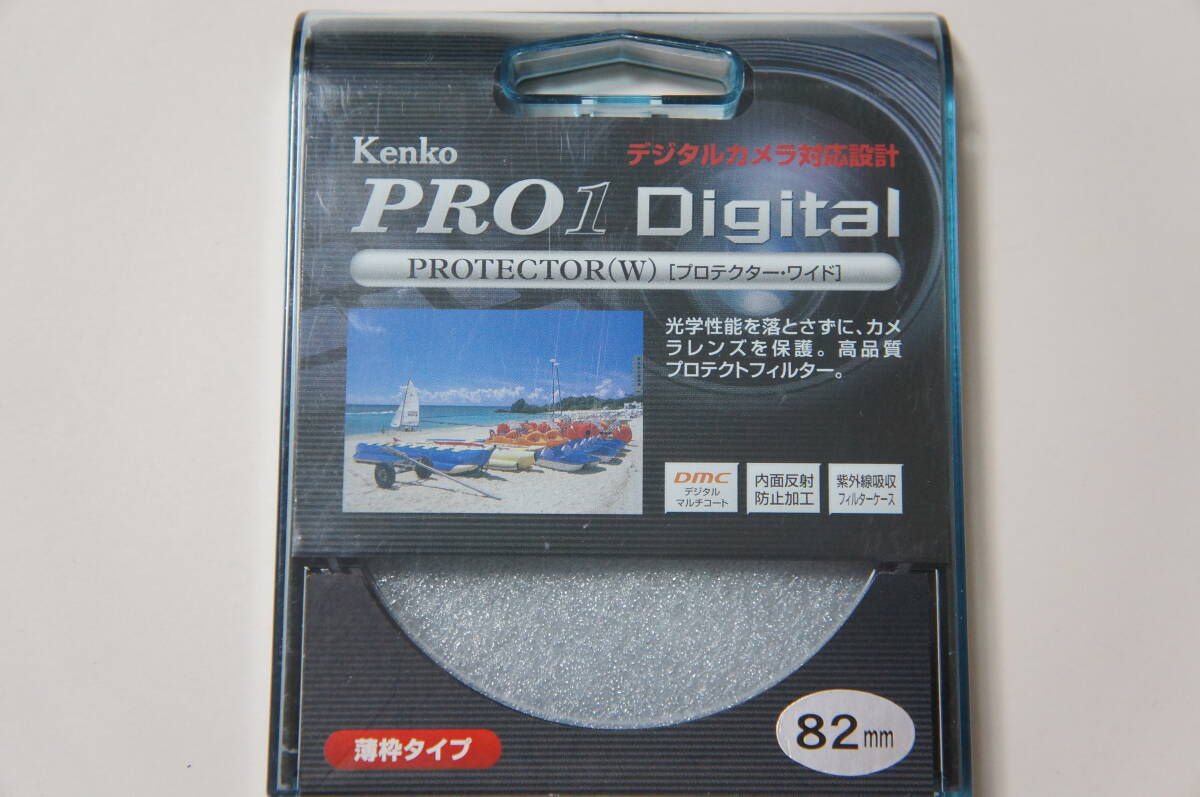 Kenko
デジタルカメラ対応設計
PRO1 Digital
PROTECTOR(W) [プロテクター・ワイド]
光学性能を落とさずに、カメ
ラレンズを保護。高品質
プロテクトフィルター。
DMC
デジタル
マルチコート
内面反射
防止加工
紫外線吸収
フィルターケース
薄枠タイプ
82mm